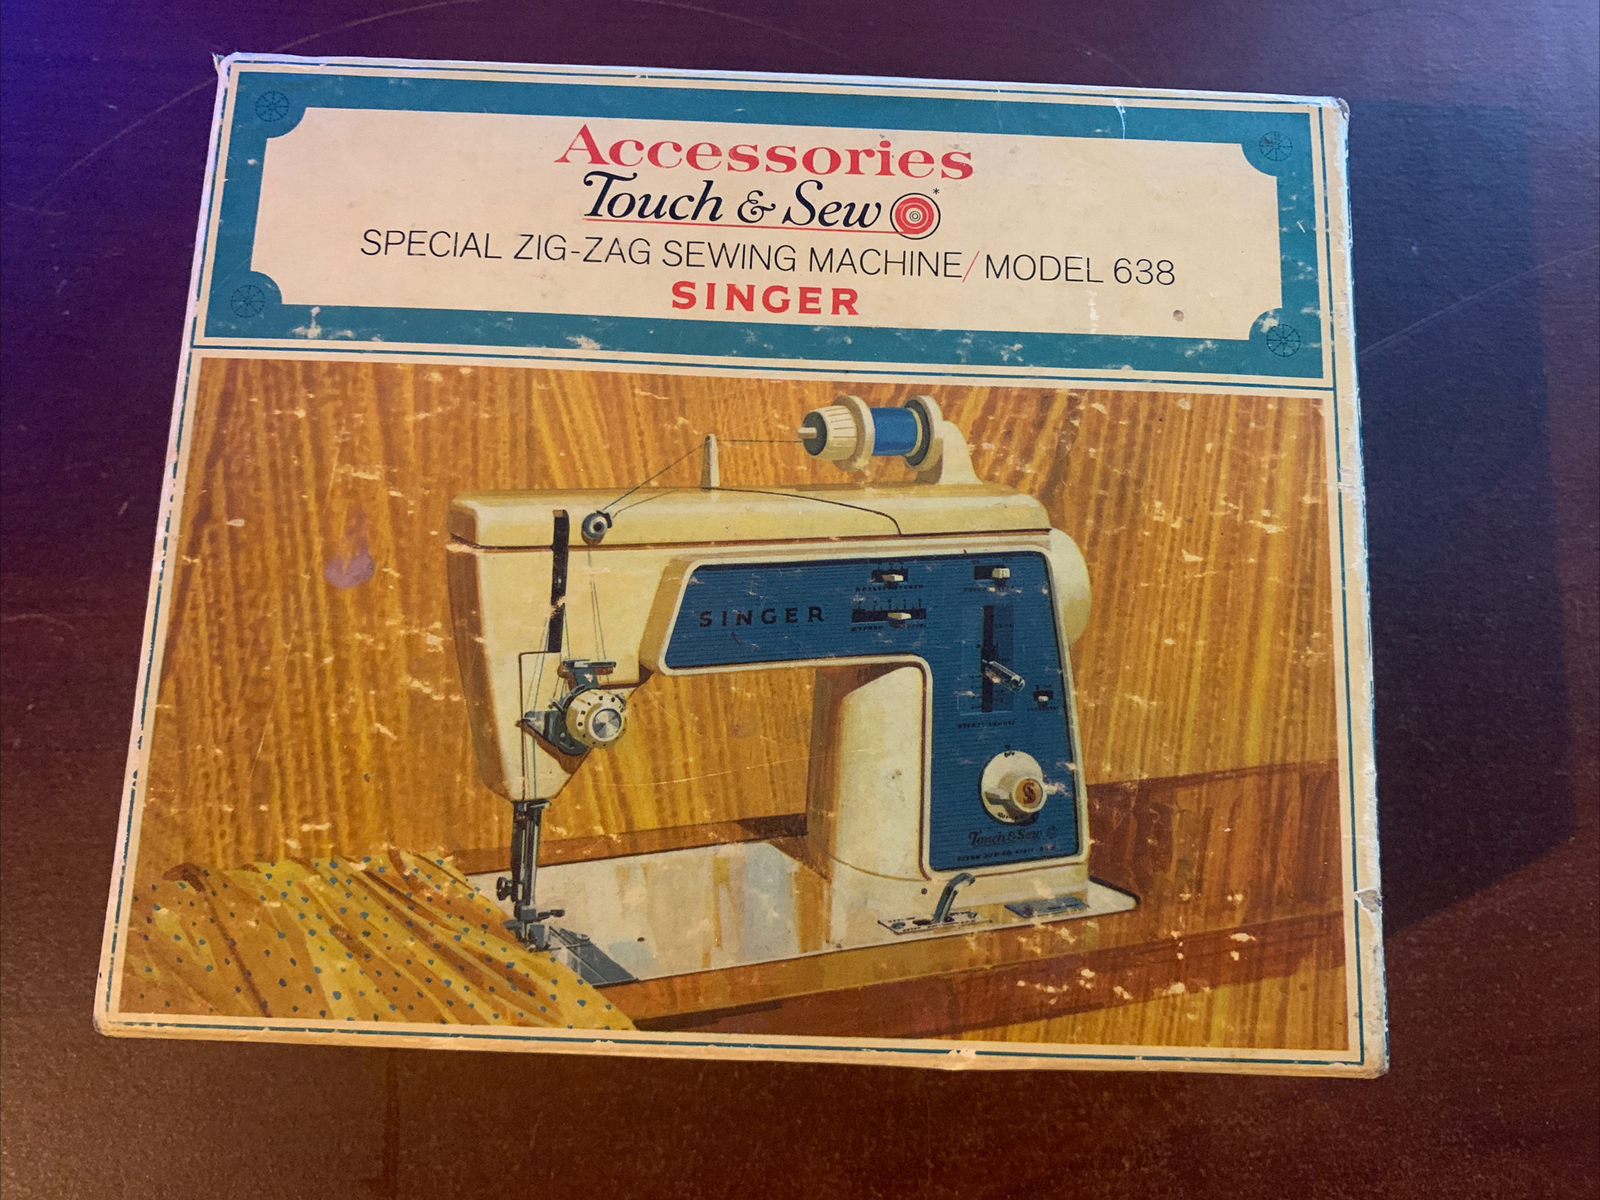 Accessories
Touch & Sew*
SPECIAL ZIG-ZAG SEWING MACHINE/MODEL 638
SINGER
SINGER
S
Touch & Sew